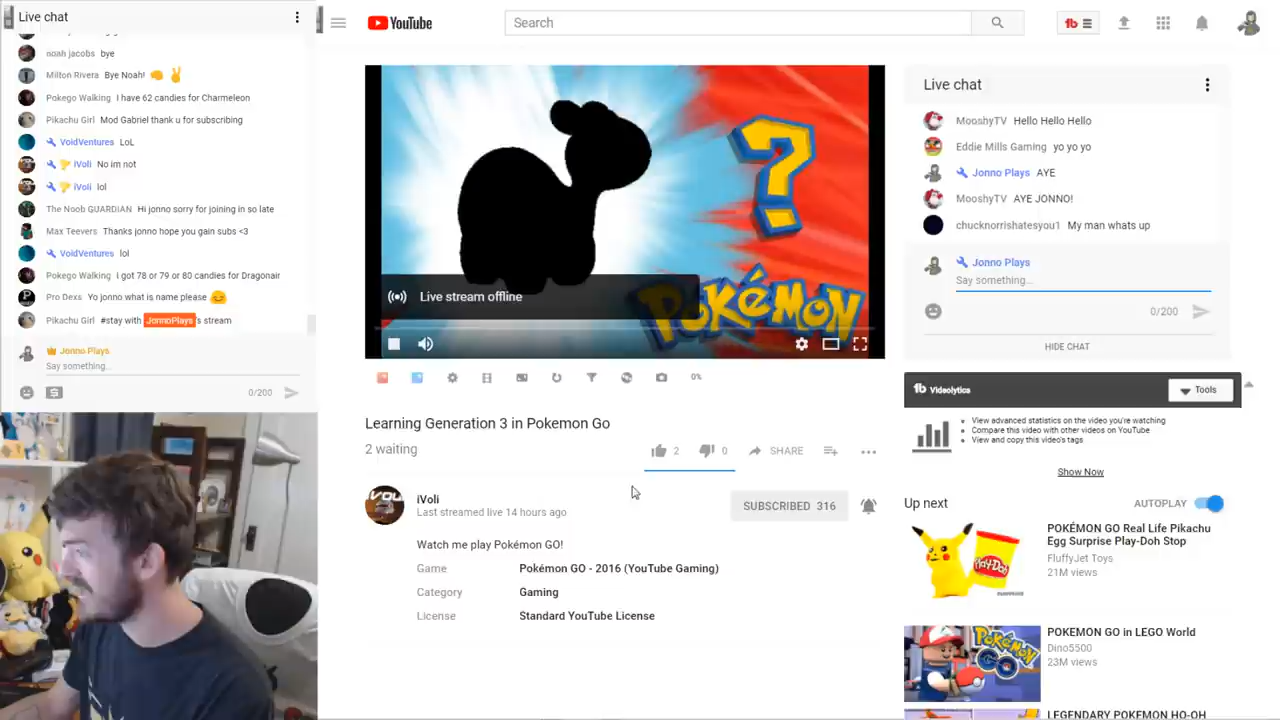 Live chat
noah jacobs bye
Milton Rivera Bye Noah!
Pokego Walking I have 62 candies for Charmeleon
Pikachu Girl Mod Gabriel thank u for subscribing
VoidVentures LoL
iVoli No im not
iVoli lol
The Noob GUARDIAN Hi jonno sorry for joining in so late
Max Teevers Thanks jonno hope you gain subs <3
VoidVentures lol
Pokego Walking I got 78 or 79 or 80 candies for Dragonair
Pro Dexs Yo jonno what is name please
Pikachu Girl #stay with JonnoPlays's stream
Jonno Plays
Say something...
0/200
YouTube
Search
?
Pokémon
Live stream offline
0%
Learning Generation 3 in Pokemon Go
2 waiting
2
0
SHARE
iVoli
Last streamed live 14 hours ago
SUBSCRIBED 316
Watch me play Pokémon GO!
Game Pokémon GO - 2016 (YouTube Gaming)
Category Gaming
License Standard YouTube License
Live chat
MooshyTV Hello Hello Hello
Eddie Mills Gaming yo yo yo
Jonno Plays AYE
MooshyTV AYE JONNO!
chucknorrishatesyou1 My man whats up
Jonno Plays
Say something...
0/200
HIDE CHAT
Videolytics
Tools
View advanced statistics on the video you're watching
Compare this video with other videos on YouTube
View and copy this video's tags
Show Now
Up next
AUTOPLAY
POKÉMON GO Real Life Pikachu
Egg Surprise Play-Doh Stop
FluffyJet Toys
21M views
Play-Doh
POKEMON GO in LEGO World
Dino5500
23M views
Pokémon GO
LEGENDARY POKEMON HO-OH